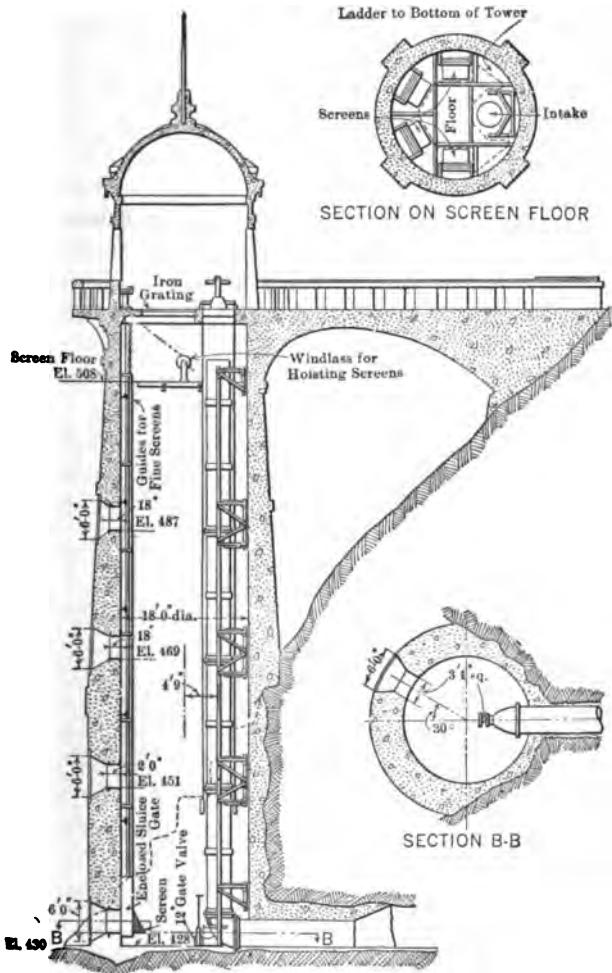 Ladder to Bottom of Tower
Screens
Floor
Intake
SECTION ON SCREEN FLOOR
Iron
Grating
Screen Floor
El. 508
Windlass for
Hoisting Screens
Guides for
Fine Screens
6'0"
18"
El. 487
18'0" dia.
6'0"
18'
El. 469
4'9"
6'0"
2'0"
El. 451
6'0"
3'4" sq.
30
SECTION B-B
Enclosed Sluice
Gate
Screen
12" Gate Valve
6'0"
B
El. 430
El. 428
B